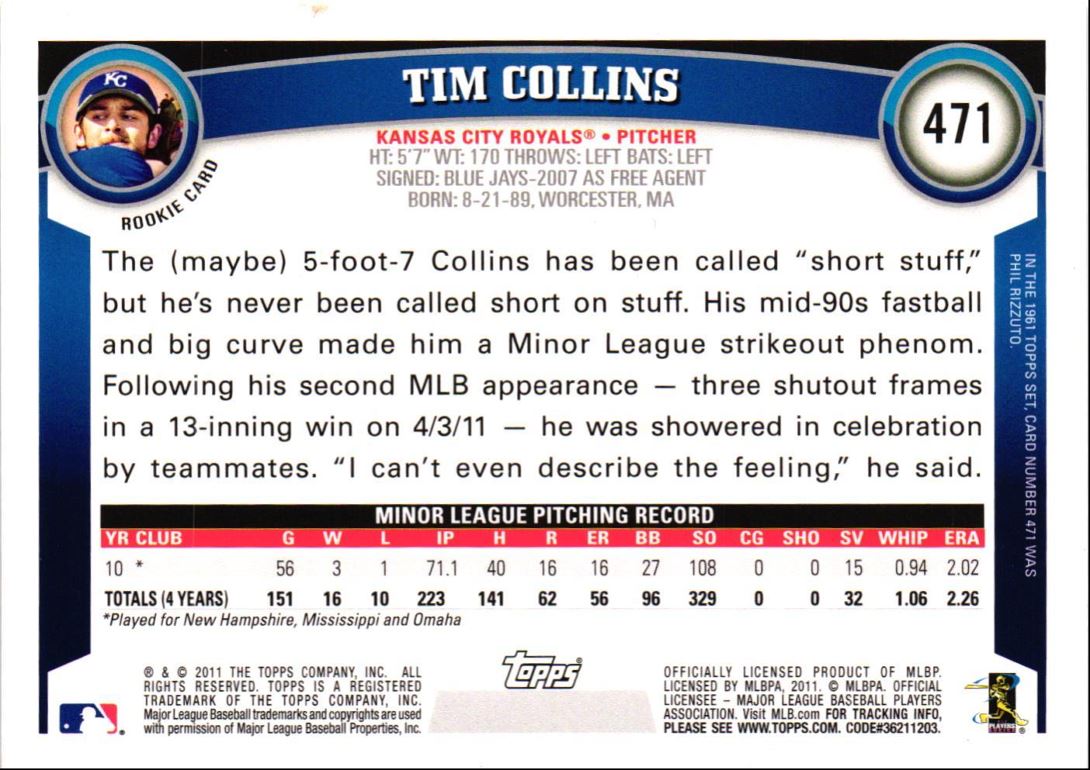 KC
TIM COLLINS
471
ROOKIE CARD
KANSAS CITY ROYALS® • PITCHER
HT: 5'7" WT: 170 THROWS: LEFT BATS: LEFT
SIGNED: BLUE JAYS-2007 AS FREE AGENT
BORN: 8-21-89, WORCESTER, MA
The (maybe) 5-foot-7 Collins has been called “short stuff,”
but he’s never been called short on stuff. His mid-90s fastball
and big curve made him a Minor League strikeout phenom.
Following his second MLB appearance — three shutout frames
in a 13-inning win on 4/3/11 — he was showered in celebration
by teammates. “I can’t even describe the feeling,” he said.
IN THE 1961 TOPPS SET, CARD NUMBER 471 WAS
PHIL RIZZUTO.
MINOR LEAGUE PITCHING RECORD
YR CLUB G W L IP H R ER BB SO CG SHO SV WHIP ERA
10 * 56 3 1 71.1 40 16 16 27 108 0 0 15 0.94 2.02
TOTALS (4 YEARS) 151 16 10 223 141 62 56 96 329 0 0 32 1.06 2.26
*Played for New Hampshire, Mississippi and Omaha
® & © 2011 THE TOPPS COMPANY, INC. ALL
RIGHTS RESERVED. TOPPS IS A REGISTERED
TRADEMARK OF THE TOPPS COMPANY, INC.
Major League Baseball trademarks and copyrights are used
with permission of Major League Baseball Properties, Inc.
topps®
OFFICIALLY LICENSED PRODUCT OF MLBP.
LICENSED BY MLBPA, 2011. © MLBPA. OFFICIAL
LICENSEE – MAJOR LEAGUE BASEBALL PLAYERS
ASSOCIATION. Visit MLB.com FOR TRACKING INFO,
PLEASE SEE WWW.TOPPS.COM. CODE#36211203.
PLAYERS
CHOICE ®